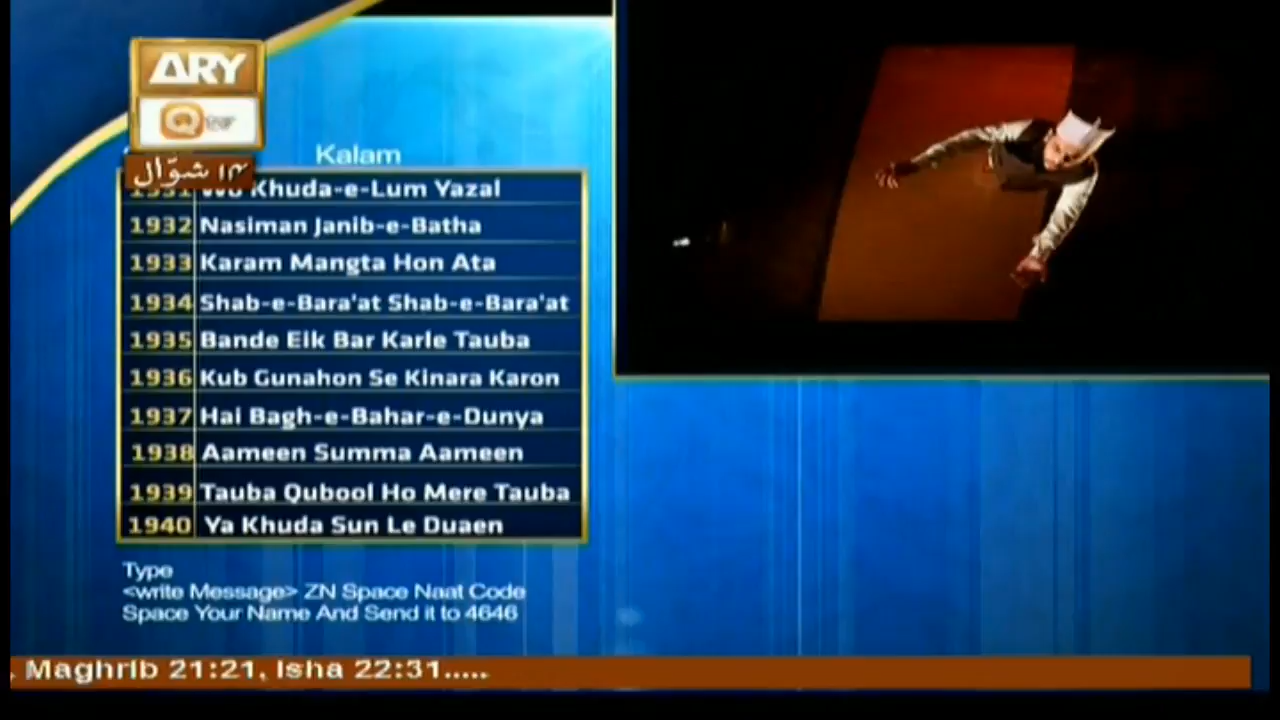 ARY
Q
۱۴ شوّال
Kalam
1931 Wo Khuda-e-Lum Yazal
1932 Nasiman Janib-e-Batha
1933 Karam Mangta Hon Ata
1934 Shab-e-Bara'at Shab-e-Bara'at
1935 Bande Eik Bar Karle Tauba
1936 Kub Gunahon Se Kinara Karon
1937 Hai Bagh-e-Bahar-e-Dunya
1938 Aameen Summa Aameen
1939 Tauba Qubool Ho Mere Tauba
1940 Ya Khuda Sun Le Duaen
Type
<write Message> ZN Space Naat Code
Space Your Name And Send it to 4646
. Maghrib 21:21, Isha 22:31.....